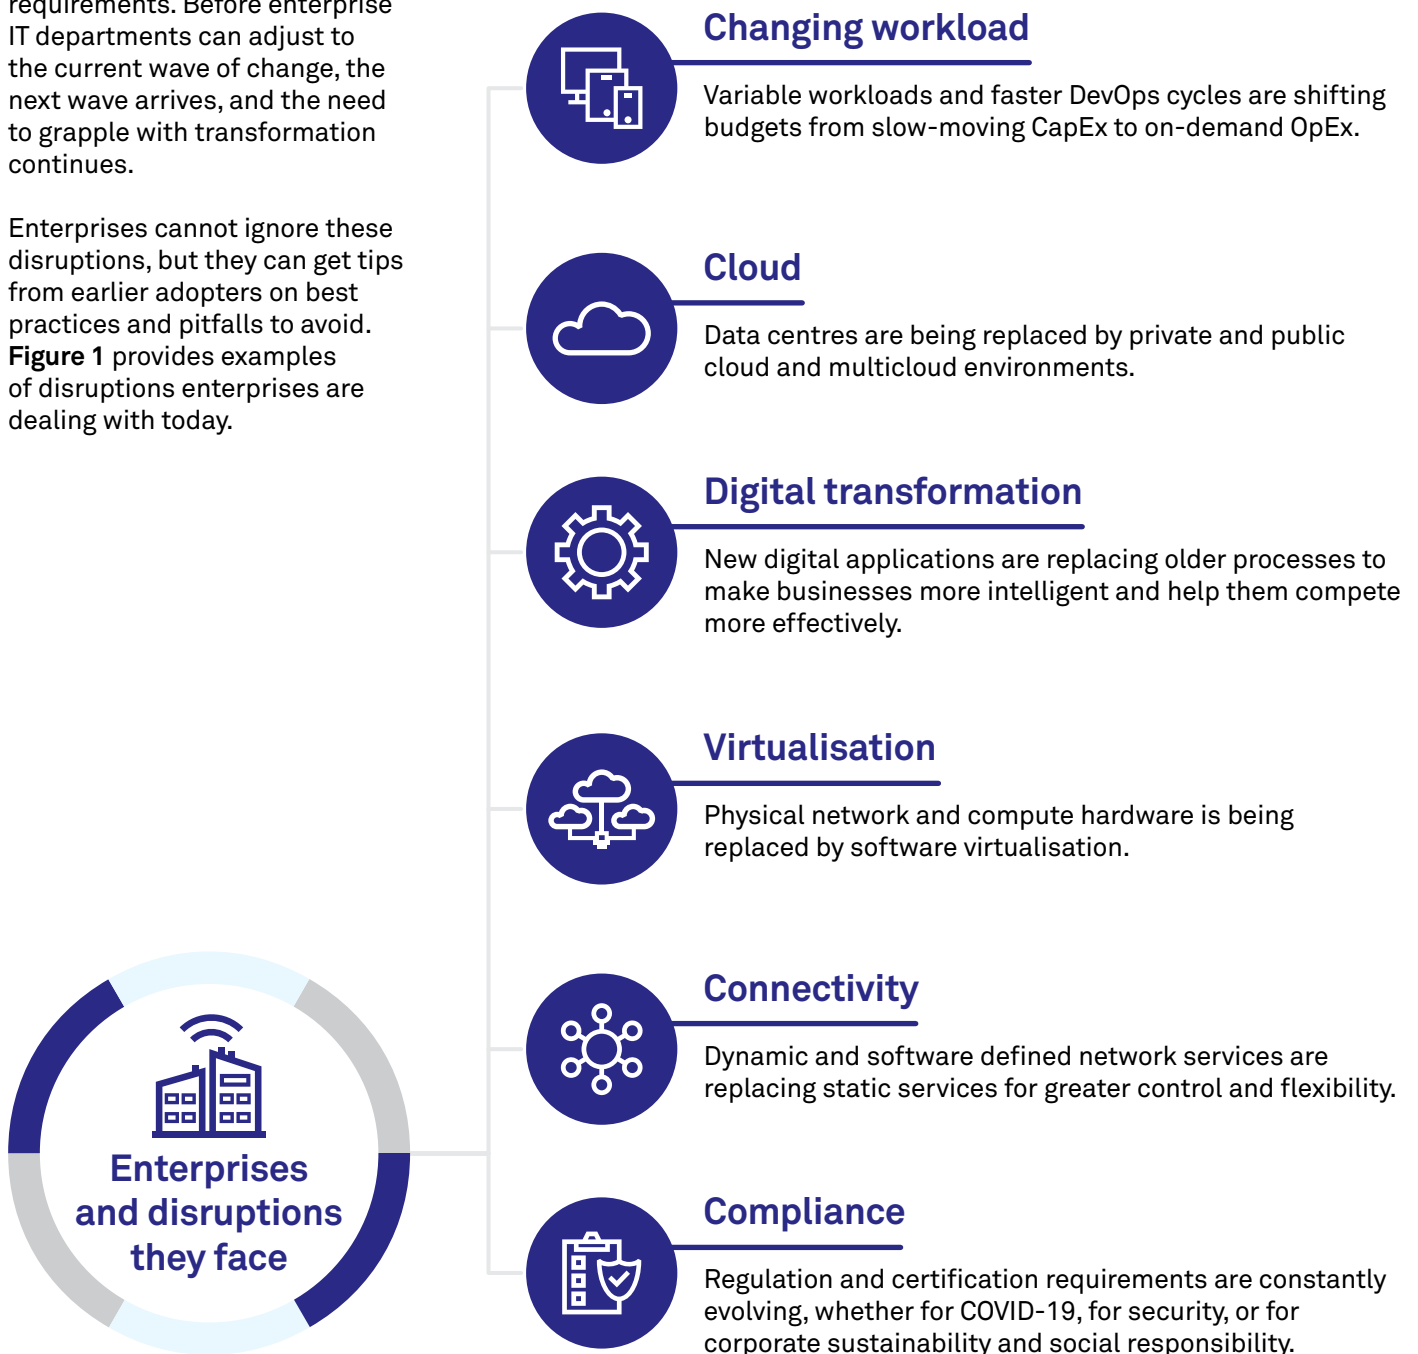 requirements. Before enterprise
IT departments can adjust to
the current wave of change, the
next wave arrives, and the need
to grapple with transformation
continues.
Enterprises cannot ignore these
disruptions, but they can get tips
from earlier adopters on best
practices and pitfalls to avoid.
Figure 1 provides examples
of disruptions enterprises are
dealing with today.
Enterprises
and disruptions
they face
Changing workload
Variable workloads and faster DevOps cycles are shifting
budgets from slow-moving CapEx to on-demand OpEx.
Cloud
Data centres are being replaced by private and public
cloud and multicloud environments.
Digital transformation
New digital applications are replacing older processes to
make businesses more intelligent and help them compete
more effectively.
Virtualisation
Physical network and compute hardware is being
replaced by software virtualisation.
Connectivity
Dynamic and software defined network services are
replacing static services for greater control and flexibility.
Compliance
Regulation and certification requirements are constantly
evolving, whether for COVID-19, for security, or for
corporate sustainability and social responsibility.